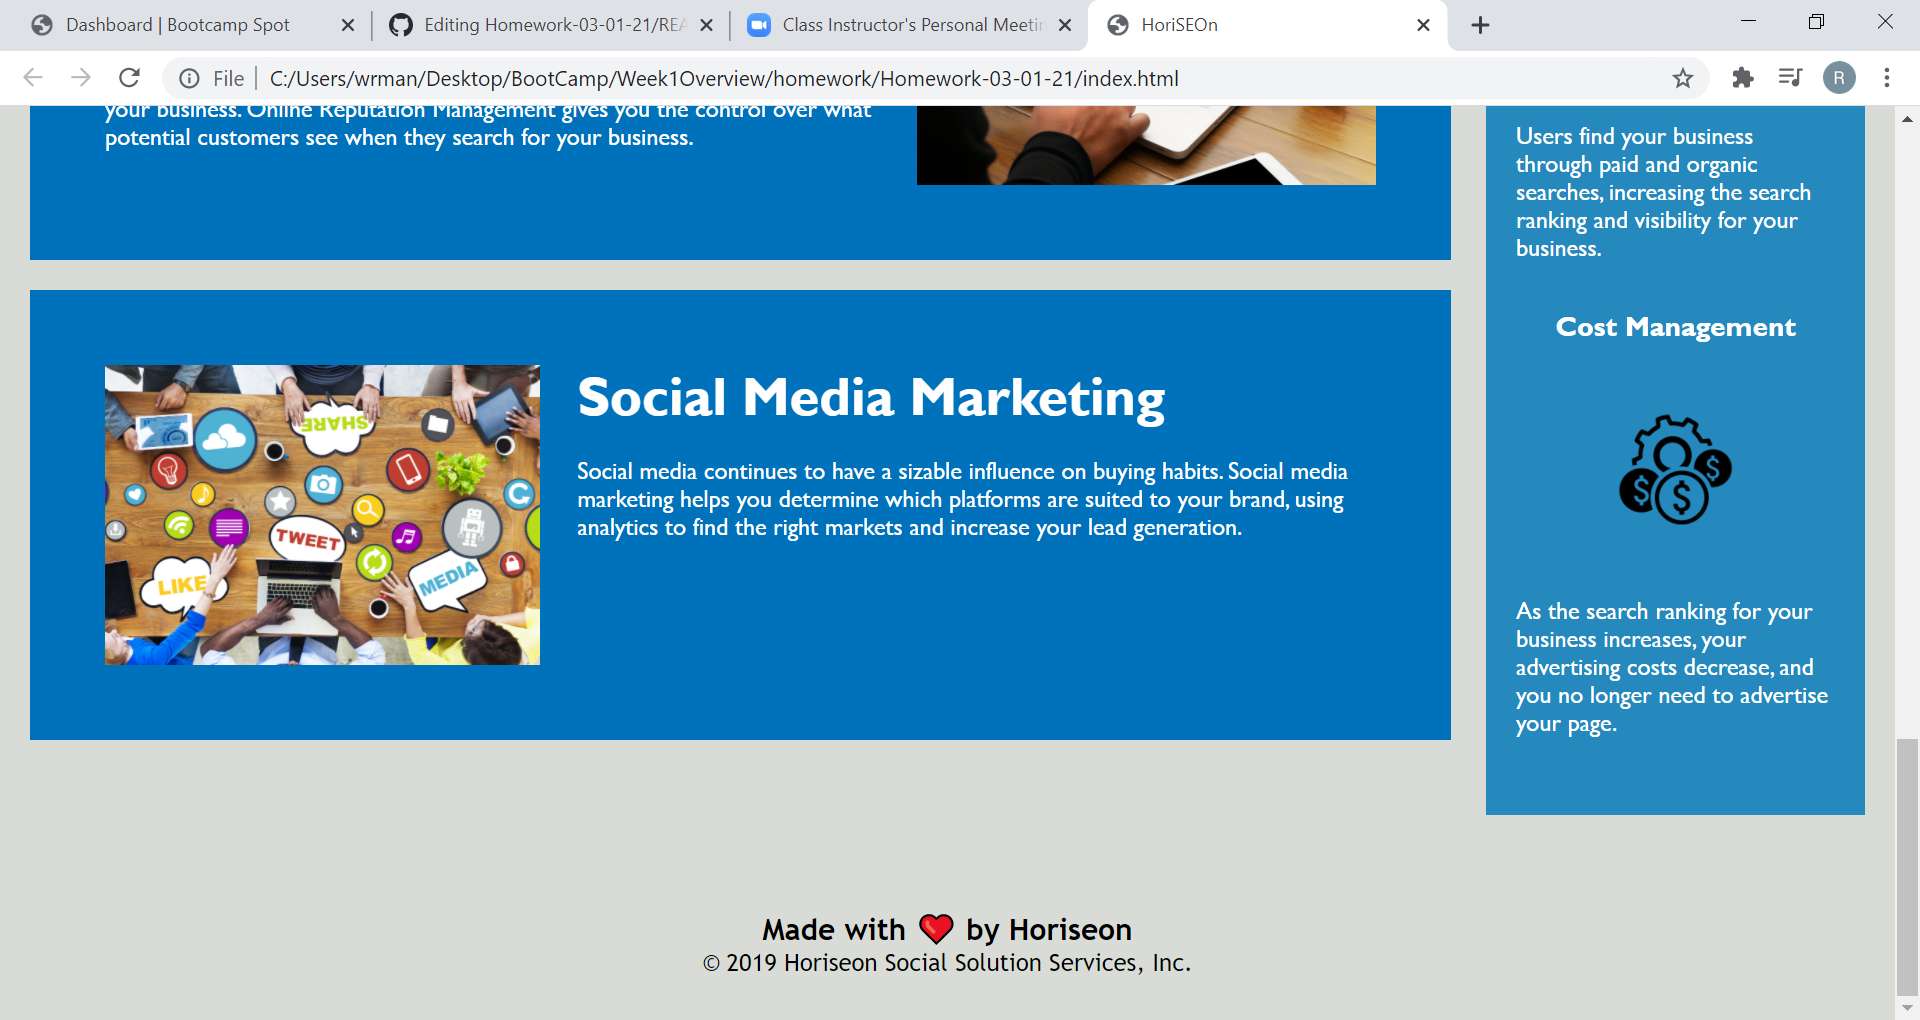 Dashboard | Bootcamp Spot
Editing Homework-03-01-21/REA
Class Instructor's Personal Meetin
HoriSEOn
File
C:/Users/wrman/Desktop/BootCamp/Week1Overview/homework/Homework-03-01-21/index.html
R
your business. Online Reputation Management gives you the control over what
potential customers see when they search for your business.
SHARE
TWEET
LIKE
MEDIA
Social Media Marketing
Social media continues to have a sizable influence on buying habits. Social media
marketing helps you determine which platforms are suited to your brand, using
analytics to find the right markets and increase your lead generation.
Users find your business
through paid and organic
searches, increasing the search
ranking and visibility for your
business.
Cost Management
$
$
$
As the search ranking for your
business increases, your
advertising costs decrease, and
you no longer need to advertise
your page.
Made with ❤ by Horiseon
© 2019 Horiseon Social Solution Services, Inc.